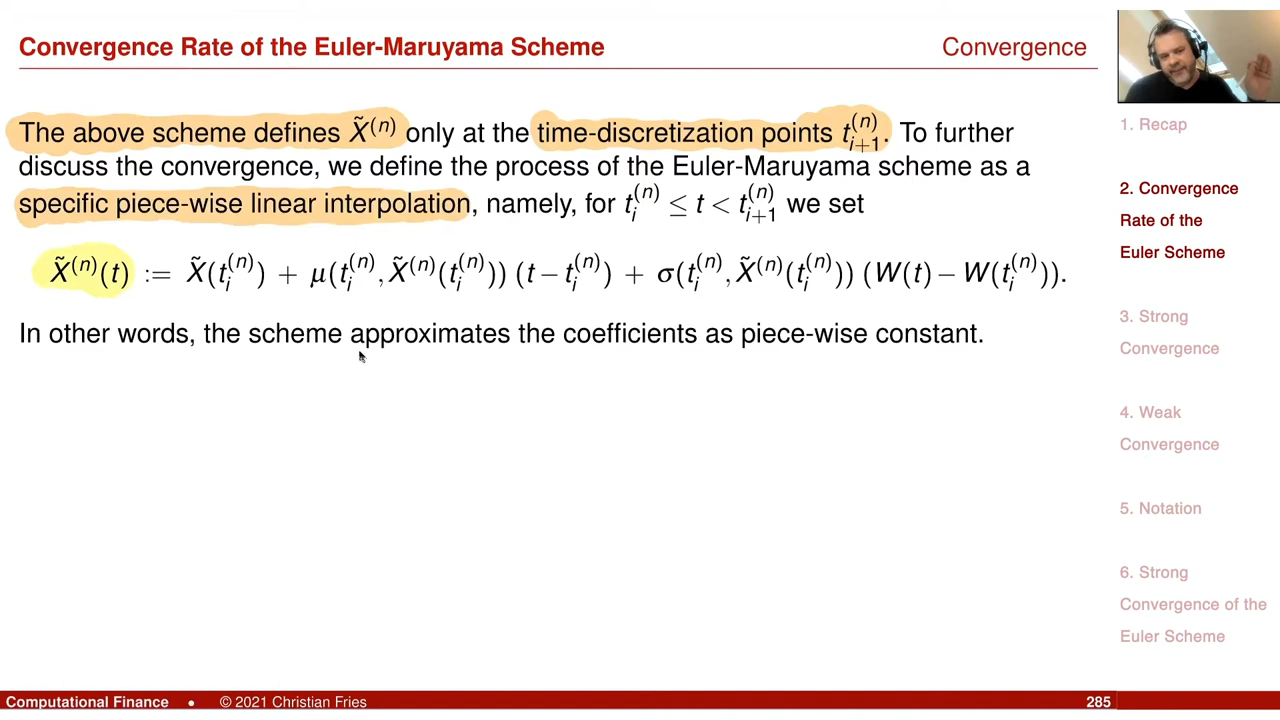 Convergence Rate of the Euler-Maruyama Scheme
Convergence
The above scheme defines X̃⁽ⁿ⁾ only at the time-discretization points t_{i+1}^{(n)}. To further
discuss the convergence, we define the process of the Euler-Maruyama scheme as a
specific piece-wise linear interpolation, namely, for t_i^{(n)} ≤ t < t_{i+1}^{(n)} we set
X̃⁽ⁿ⁾(t) := X̃(t_i^{(n)}) + μ(t_i^{(n)}, X̃⁽ⁿ⁾(t_i^{(n)})) (t − t_i^{(n)}) + σ(t_i^{(n)}, X̃⁽ⁿ⁾(t_i^{(n)})) (W(t) − W(t_i^{(n)})).
In other words, the scheme approximates the coefficients as piece-wise constant.
1. Recap
2. Convergence
Rate of the
Euler Scheme
3. Strong
Convergence
4. Weak
Convergence
5. Notation
6. Strong
Convergence of the
Euler Scheme
Computational Finance • © 2021 Christian Fries
285